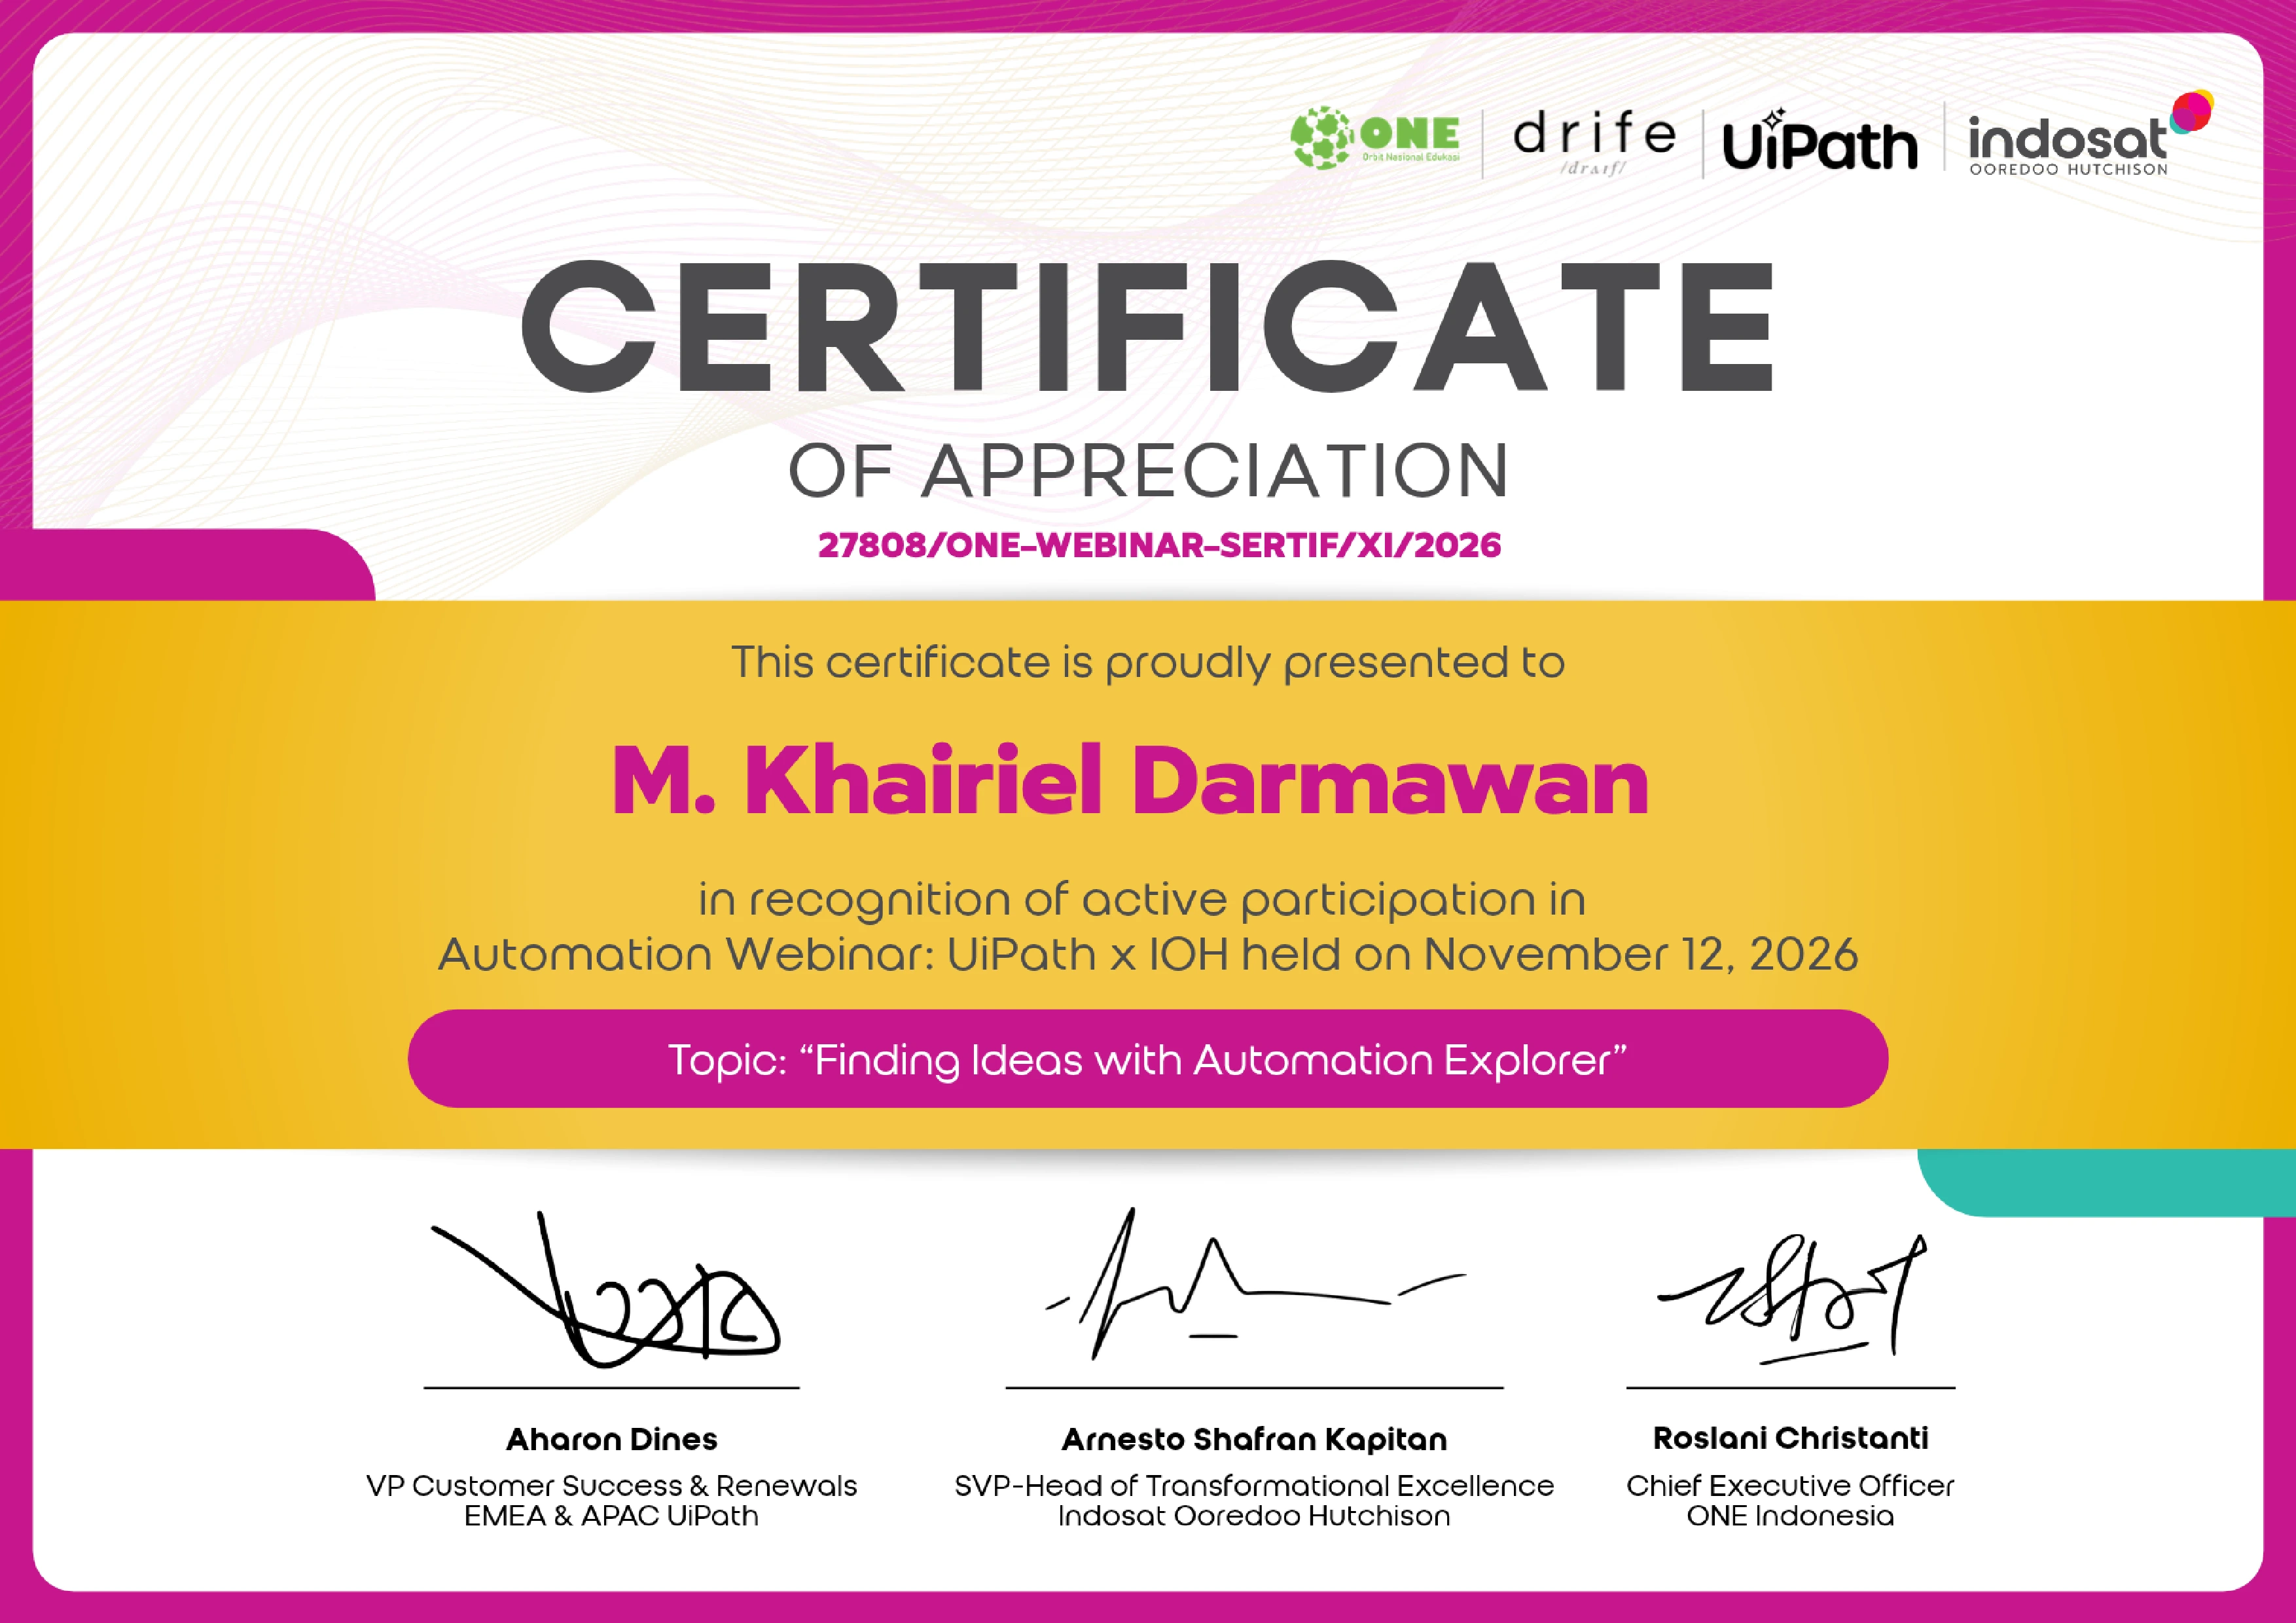 ONE
Orbit Nasional Edukasi
drife
/draɪf/
UiPath
indosat
OOREDOO HUTCHISON
CERTIFICATE
OF APPRECIATION
27808/ONE-WEBINAR-SERTIF/XI/2026
This certificate is proudly presented to
M. Khairiel Darmawan
in recognition of active participation in
Automation Webinar: UiPath x IOH held on November 12, 2026
Topic: “Finding Ideas with Automation Explorer”
Aharon Dines
VP Customer Success & Renewals
EMEA & APAC UiPath
Arnesto Shafran Kapitan
SVP-Head of Transformational Excellence
Indosat Ooredoo Hutchison
Roslani Christanti
Chief Executive Officer
ONE Indonesia